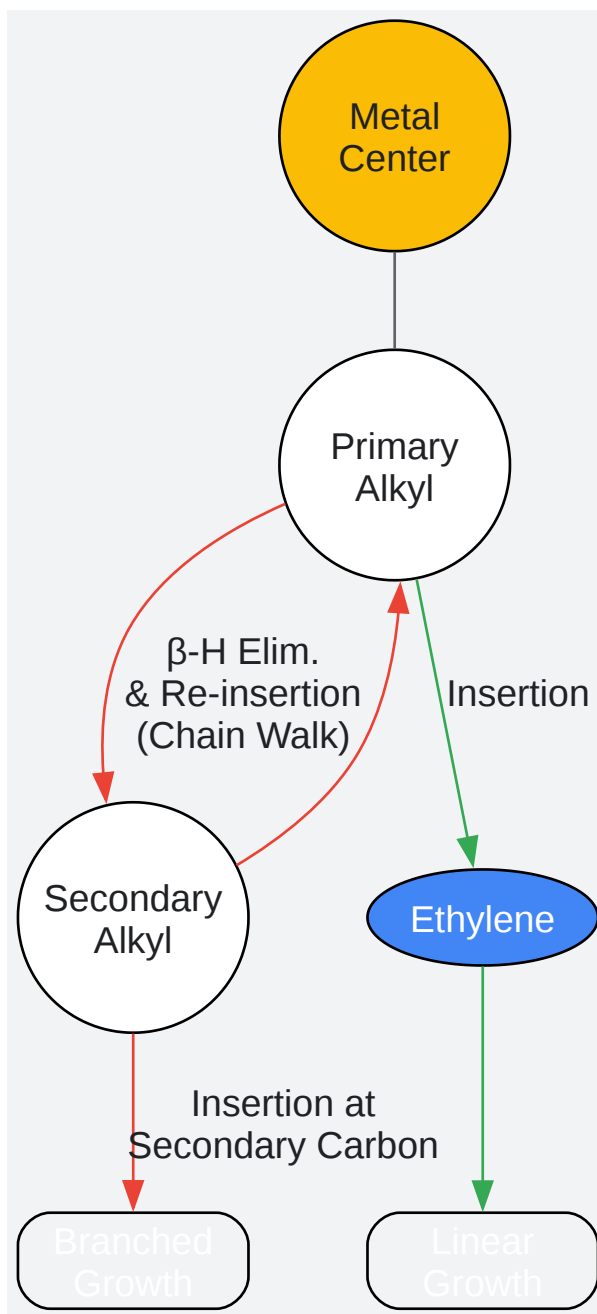 Metal
Center
Primary
Alkyl
β-H Elim.
& Re-insertion
(Chain Walk)
Insertion
Secondary
Alkyl
Ethylene
Insertion at
Secondary Carbon
Branched
Growth
Linear
Growth